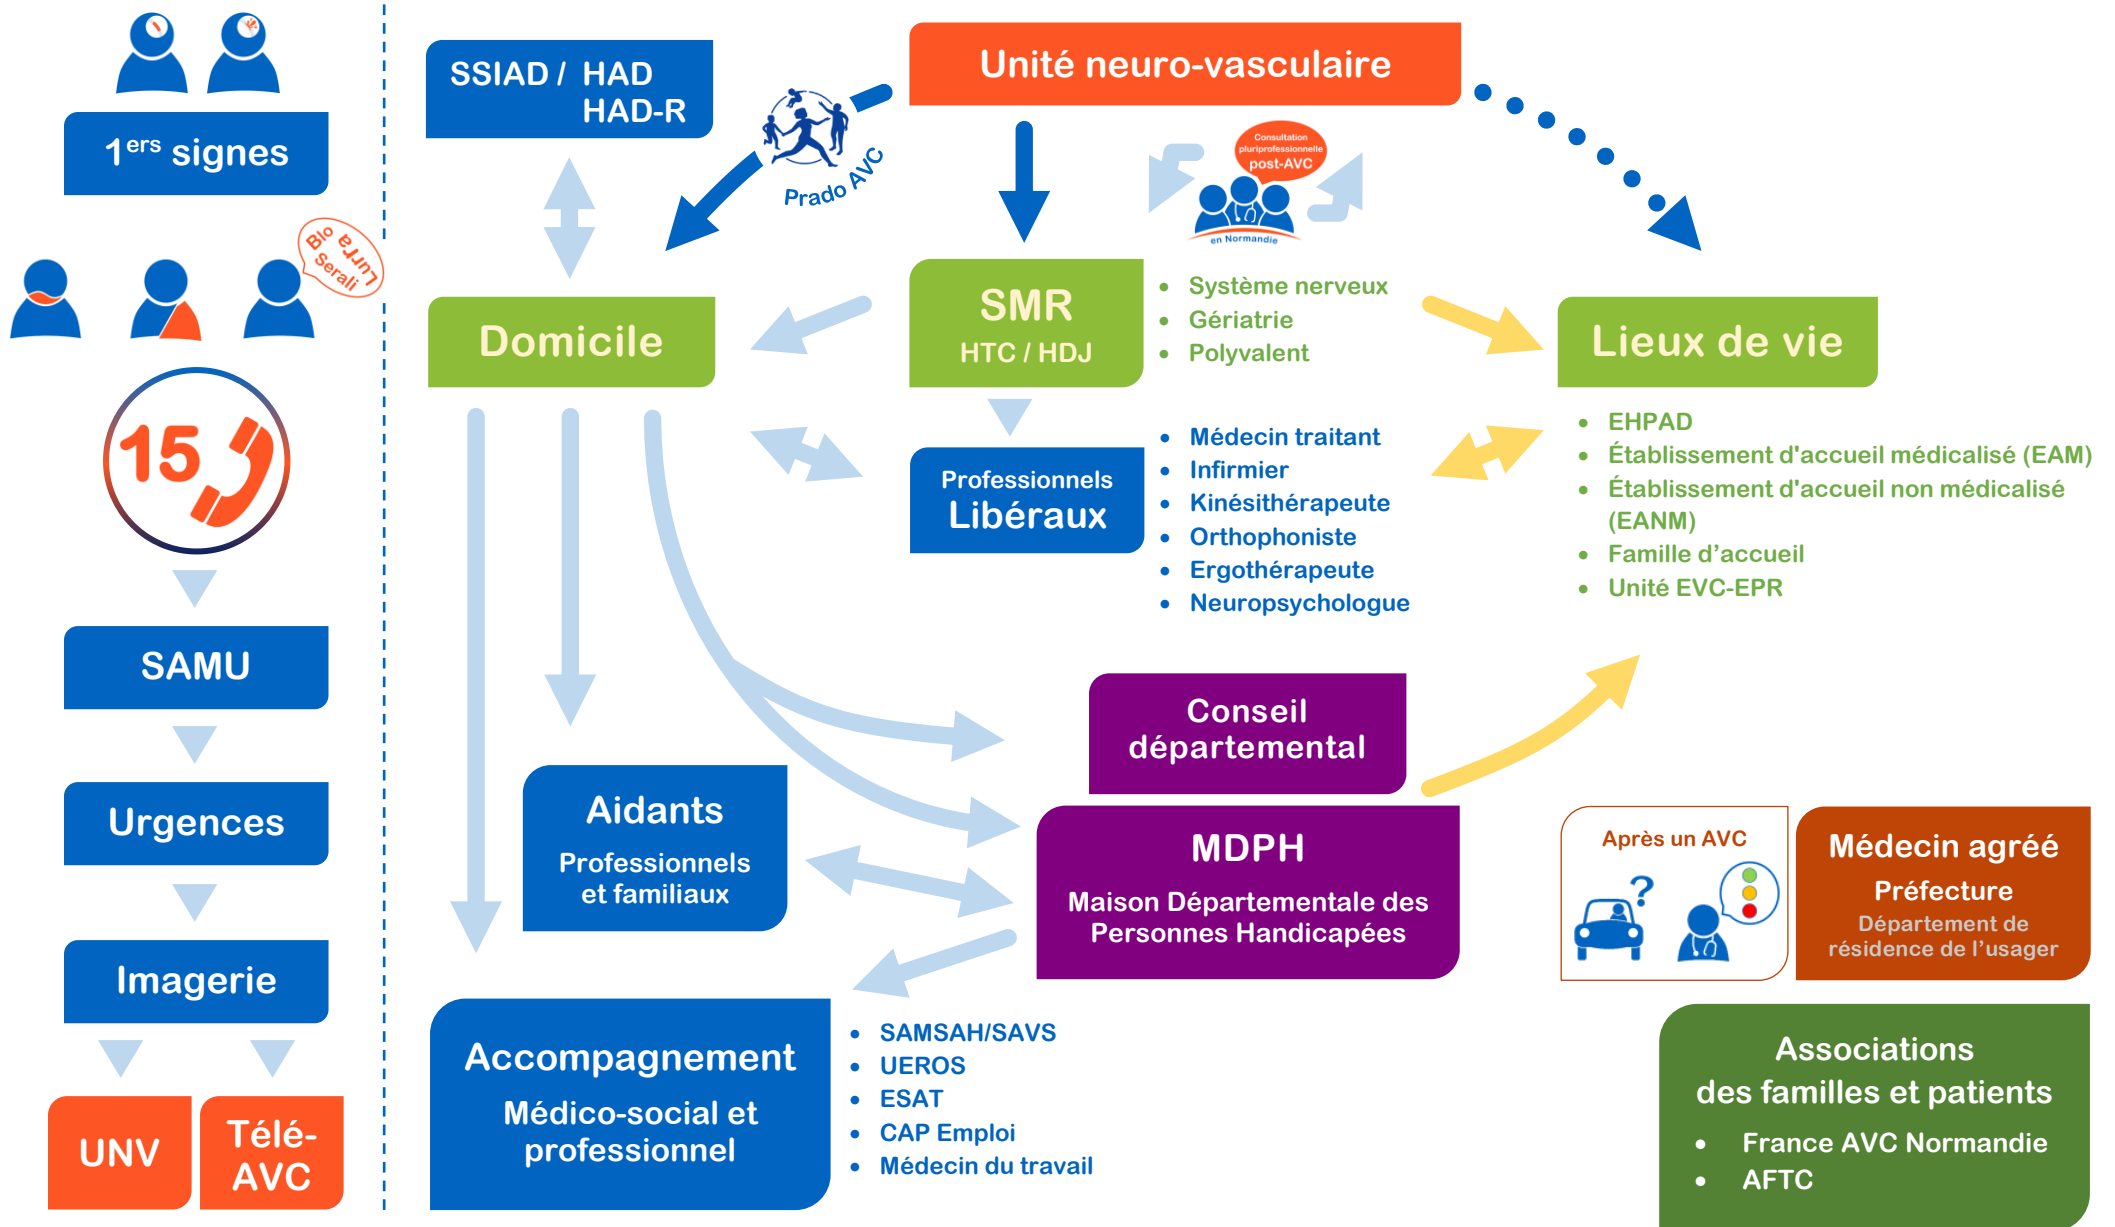 1ers signes
Bio
Serali
Lurra
15
SAMU
Urgences
Imagerie
UNV
Télé-
AVC
SSIAD / HAD
HAD-R
Prado AVC
Unité neuro-vasculaire
Consultation
pluriprofessionnelle
post-AVC
en Normandie
Domicile
SMR
HTC / HDJ
• Système nerveux
• Gériatrie
• Polyvalent
Lieux de vie
• EHPAD
• Établissement d'accueil médicalisé (EAM)
• Établissement d'accueil non médicalisé
(EANM)
• Famille d’accueil
• Unité EVC-EPR
Professionnels
Libéraux
• Médecin traitant
• Infirmier
• Kinésithérapeute
• Orthophoniste
• Ergothérapeute
• Neuropsychologue
Conseil
départemental
MDPH
Maison Départementale des
Personnes Handicapées
Aidants
Professionnels
et familiaux
Accompagnement
Médico-social et
professionnel
• SAMSAH/SAVS
• UEROS
• ESAT
• CAP Emploi
• Médecin du travail
Après un AVC
?
Médecin agréé
Préfecture
Département de
résidence de l’usager
Associations
des familles et patients
• France AVC Normandie
• AFTC